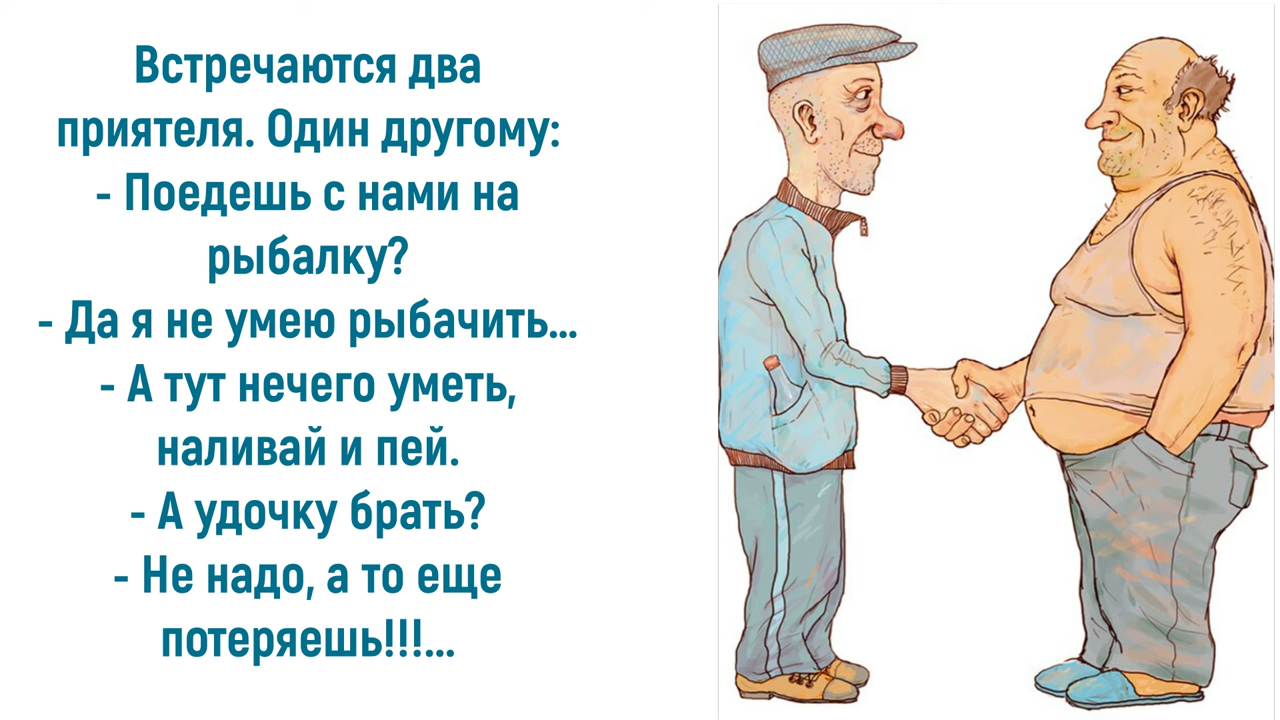 Встречаются два
приятеля. Один другому:
- Поедешь с нами на
рыбалку?
- Да я не умею рыбачить...
- А тут нечего уметь,
наливай и пей.
- А удочку брать?
- Не надо, а то еще
потеряешь!!!...